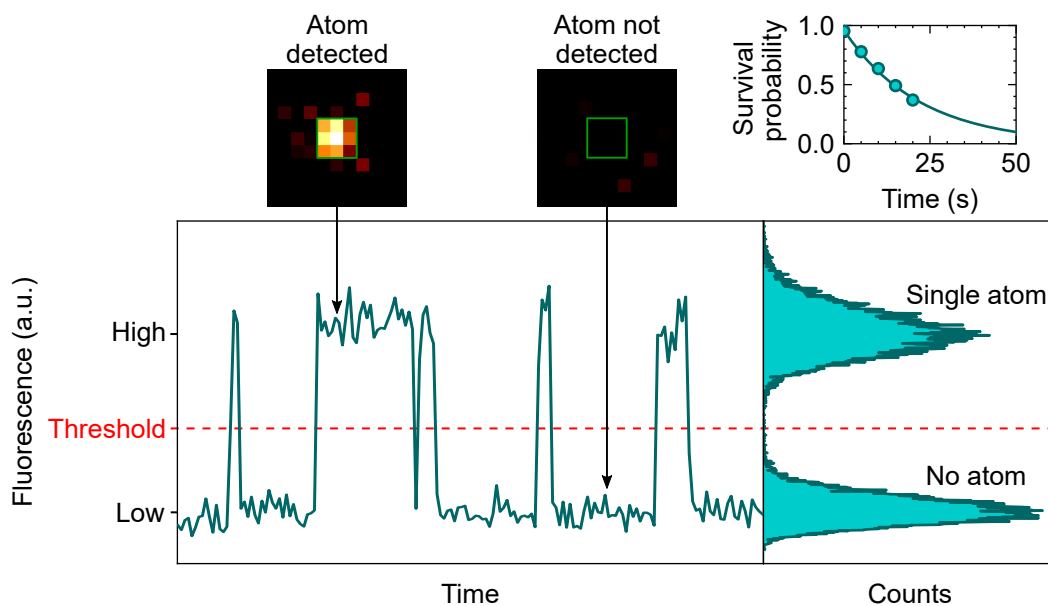 Atom
detected
Atom not
detected
Survival
probability
1.0
0.5
0.0
0
25
50
Time (s)
Fluorescence (a.u.)
High
Threshold
Low
Single atom
No atom
Time
Counts